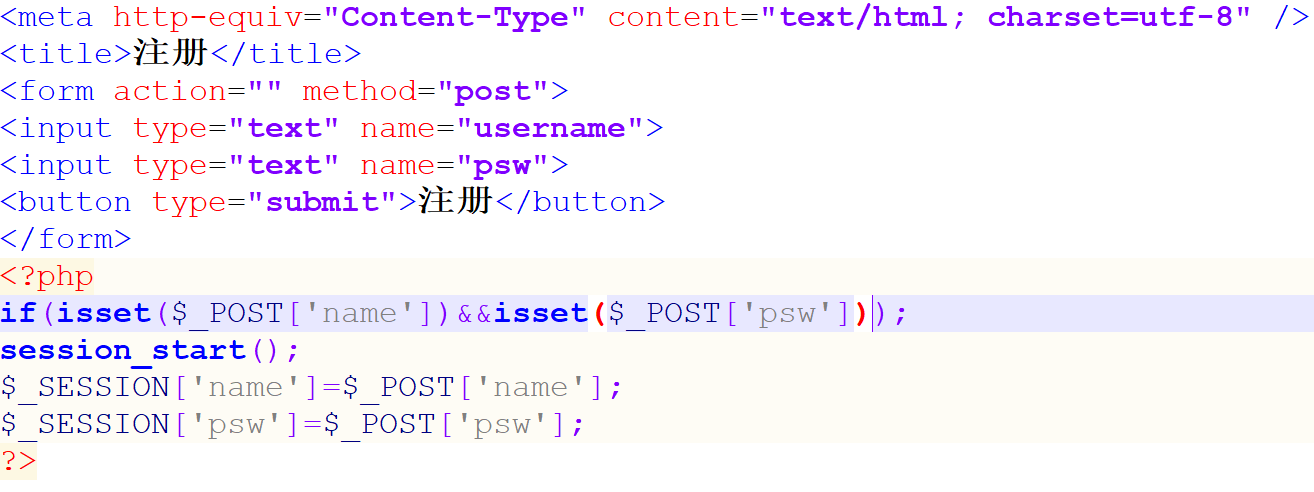 <meta http-equiv="Content-Type" content="text/html; charset=utf-8" />
<title>注册</title>
<form action="" method="post">
<input type="text" name="username">
<input type="text" name="psw">
<button type="submit">注册</button>
</form>
<?php
if(isset($_POST['name'])&&isset($_POST['psw']));
session_start();
$_SESSION['name']=$_POST['name'];
$_SESSION['psw']=$_POST['psw'];
?>